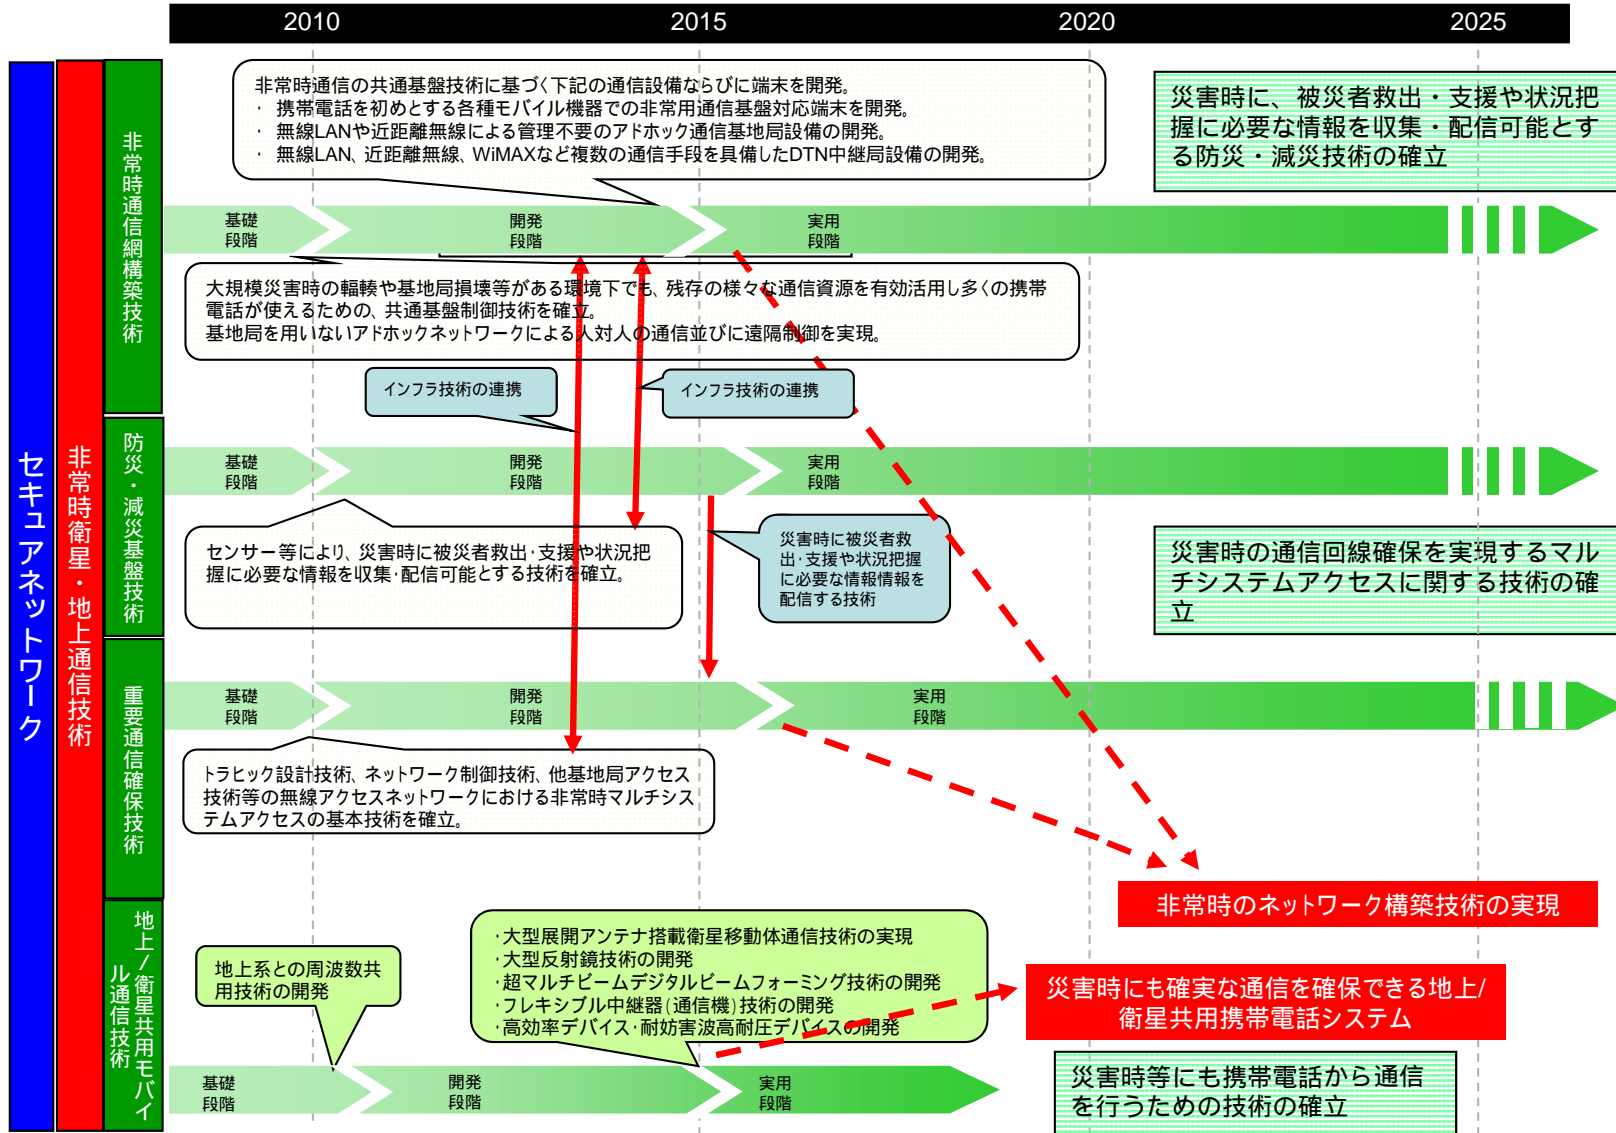 2010
2015
2020
2025
セキュアネットワーク
非常時衛星・地上通信技術
非常時通信網構築技術
非常時通信の共通基盤技術に基づく下記の通信設備ならびに端末を開発。
・ 携帯電話を初めとする各種モバイル機器での非常用通信基盤対応端末を開発。
・ 無線LANや近距離無線による管理不要のアドホック通信基地局設備の開発。
・ 無線LAN、近距離無線、WiMAXなど複数の通信手段を具備したDTN中継局設備の開発。
災害時に、被災者救出・支援や状況把
握に必要な情報を収集・配信可能とす
る防災・減災技術の確立
基礎
段階
開発
段階
実用
段階
大規模災害時の輻輳や基地局損壊等がある環境下でも、残存の様々な通信資源を有効活用し多くの携帯
電話が使えるための、共通基盤制御技術を確立。
基地局を用いないアドホックネットワークによる人対人の通信並びに遠隔制御を実現。
インフラ技術の連携
インフラ技術の連携
防災・減災基盤技術
基礎
段階
開発
段階
実用
段階
センサー等により、災害時に被災者救出・支援や状況把
握に必要な情報を収集・配信可能とする技術を確立。
災害時に被災者救
出・支援や状況把握
に必要な情報情報を
配信する技術
災害時の通信回線確保を実現するマル
チシステムアクセスに関する技術の確
立
重要通信確保技術
基礎
段階
開発
段階
実用
段階
トラヒック設計技術、ネットワーク制御技術、他基地局アクセス
技術等の無線アクセスネットワークにおける非常時マルチシス
テムアクセスの基本技術を確立。
非常時のネットワーク構築技術の実現
地上/衛星共用モバイ
ル通信技術
地上系との周波数共
用技術の開発
・大型展開アンテナ搭載衛星移動体通信技術の実現
・大型反射鏡技術の開発
・超マルチビームデジタルビームフォーミング技術の開発
・フレキシブル中継器(通信機)技術の開発
・高効率デバイス・耐妨害波高耐圧デバイスの開発
災害時にも確実な通信を確保できる地上/
衛星共用携帯電話システム
基礎
段階
開発
段階
実用
段階
災害時等にも携帯電話から通信
を行うための技術の確立